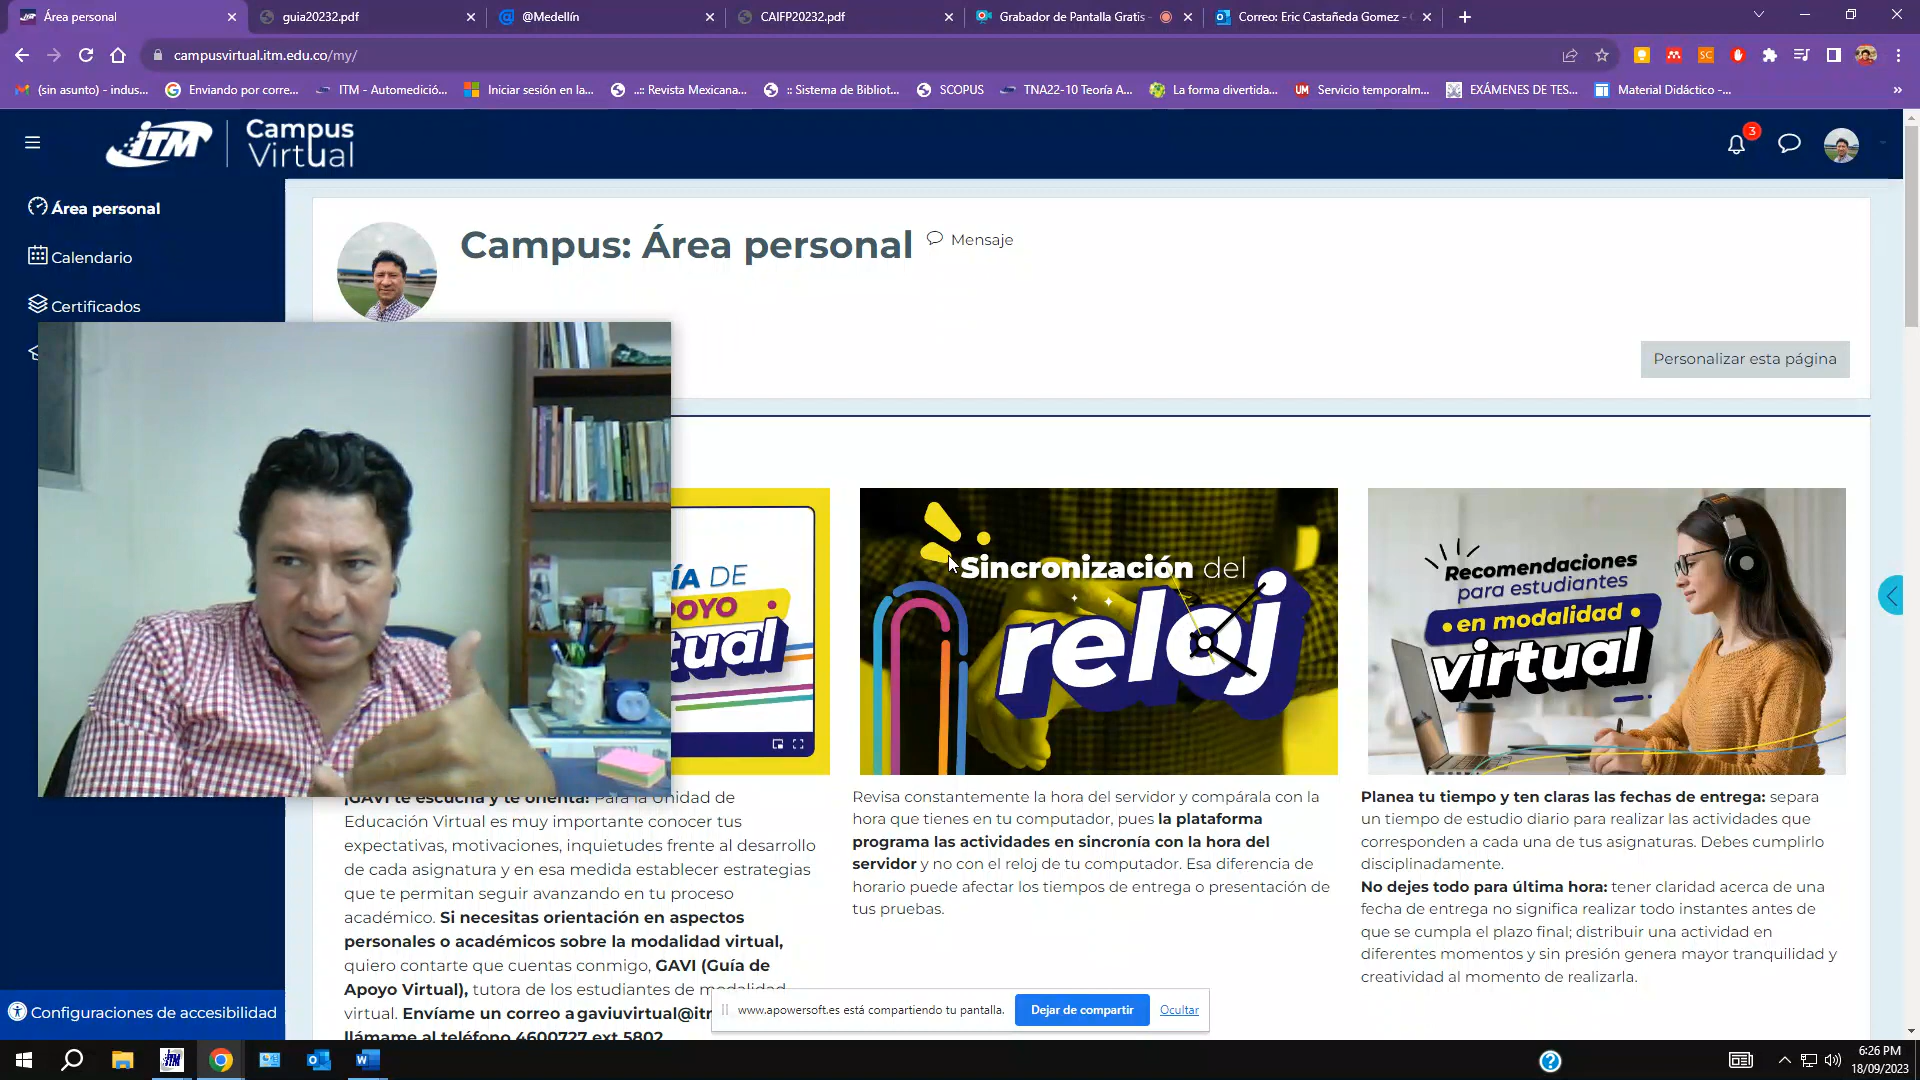 Área personal
guia20232.pdf
@Medellín
CAIFP20232.pdf
Grabador de Pantalla Gratis -
Correo: Eric Castañeda Gomez -
campusvirtual.itm.edu.co/my/
(sin asunto) - indus...
Enviando por corre...
ITM - Automedició...
Iniciar sesión en la...
..:: Revista Mexicana...
:: Sistema de Bibliot...
SCOPUS
TNA22-10 Teoría A...
La forma divertida...
UM
Servicio temporalm...
EXÁMENES DE TES...
Material Didáctico -...
»
iTM
Campus
Virtual
3
Área personal
Calendario
Certificados
Campus: Área personal
Mensaje
Personalizar esta página
ÍA DE
POYO
tual
Sincronización del
reloj
Recomendaciones
para estudiantes
• en modalidad •
virtual
¡GAVI te escucha y te orienta! Para la Unidad de
Educación Virtual es muy importante conocer tus
expectativas, motivaciones, inquietudes frente al desarrollo
de cada asignatura y en esa medida establecer estrategias
que te permitan seguir avanzando en tu proceso
académico. Si necesitas orientación en aspectos
personales o académicos sobre la modalidad virtual,
quiero contarte que cuentas conmigo, GAVI (Guía de
Apoyo Virtual), tutora de los estudiantes de modalidad
virtual. Envíame un correo a gaviuvirtual@itm
llámame al teléfono 4600727 ext 5802
Revisa constantemente la hora del servidor y compárala con la
hora que tienes en tu computador, pues la plataforma
programa las actividades en sincronía con la hora del
servidor y no con el reloj de tu computador. Esa diferencia de
horario puede afectar los tiempos de entrega o presentación de
tus pruebas.
Planea tu tiempo y ten claras las fechas de entrega: separa
un tiempo de estudio diario para realizar las actividades que
corresponden a cada una de tus asignaturas. Debes cumplirlo
disciplinadamente.
No dejes todo para última hora: tener claridad acerca de una
fecha de entrega no significa realizar todo instantes antes de
que se cumpla el plazo final; distribuir una actividad en
diferentes momentos y sin presión genera mayor tranquilidad y
creatividad al momento de realizarla.
www.apowersoft.es está compartiendo tu pantalla.
Dejar de compartir
Ocultar
Configuraciones de accesibilidad
6:26 PM
18/09/2023